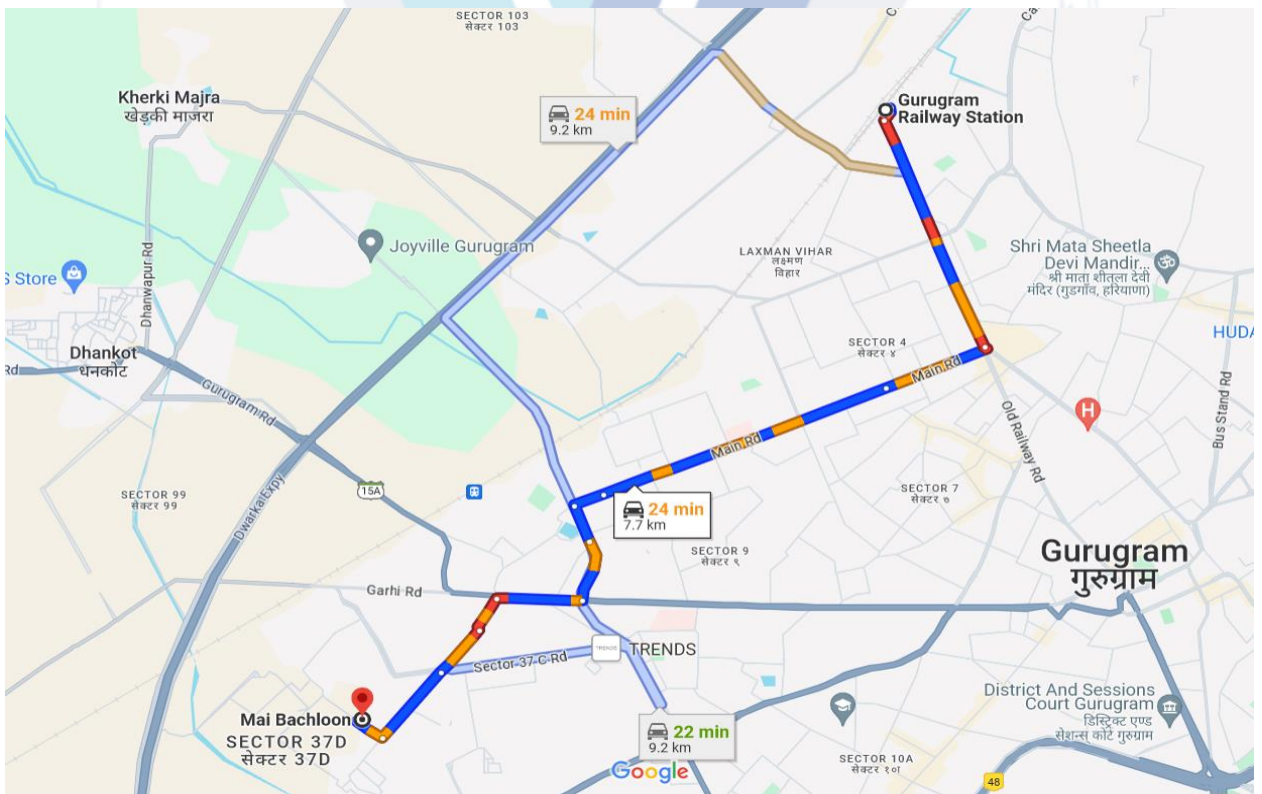 SECTOR 103
सेक्टर 103
Kherki Majra
खेड़की माजरा
24 min
9.2 km
Gurugram
Railway Station
Joyville Gurugram
LAXMAN VIHAR
लक्ष्मण
विहार
Shri Mata Sheetla
Devi Mandir...
श्री माता शीतला देवी
मंदिर (गुड़गाँव, हरियाणा)
S Store
Dhanwapur Rd
HUDA
Dhankot
धनकोट
Rd
SECTOR 4
सेक्टर ४
Main Rd
Gurugram Rd
Old Railway Rd
H
Bus Stand Rd
Main Rd
15A
SECTOR 99
सेक्टर 99
Dwarka Expy
24 min
7.7 km
SECTOR 7
सेक्टर ७
SECTOR 9
सेक्टर ९
Gurugram
गुरुग्राम
Garhi Rd
TRENDS
TRENDS
Sector 37 C Rd
Mai Bachloon
SECTOR 37D
सेक्टर 37D
22 min
9.2 km
District And Sessions
Court Gurugram
डिस्ट्रिक्ट एण्ड
सेशन्स कोर्ट गुरुग्राम
SECTOR 10A
सेक्टर १०ए
Google
48